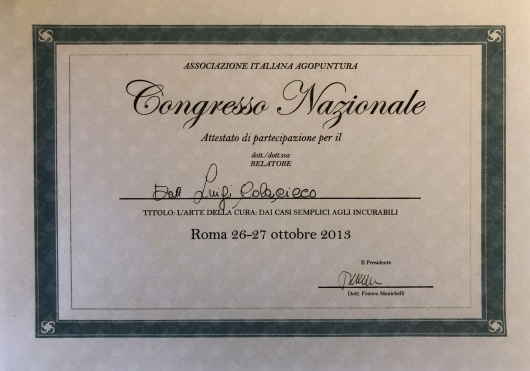 ASSOCIAZIONE ITALIANA AGOPUNTURA
Congresso Nazionale
Attestato di partecipazione per il
dott./dott.ssa:
RELATORE
Dott Luigi Colacicco
TITOLO: L'ARTE DELLA CURA: DAI CASI SEMPLICI AGLI INCURABILI
Roma 26-27 ottobre 2013
Il Presidente
Dott. Franco Menichelli